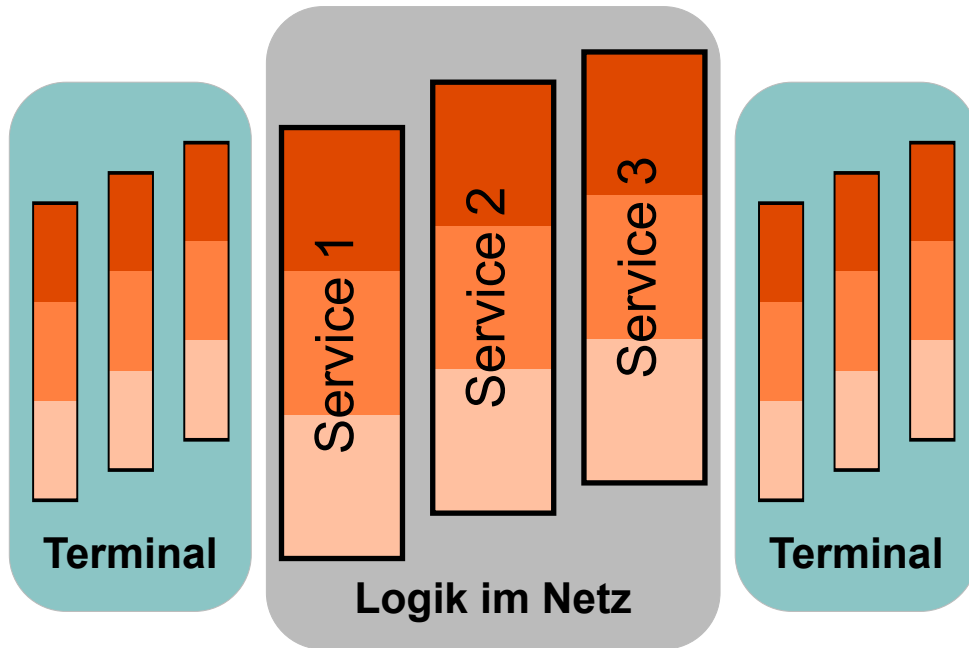 Service 1
Service 2
Service 3
Terminal
Logik im Netz
Terminal